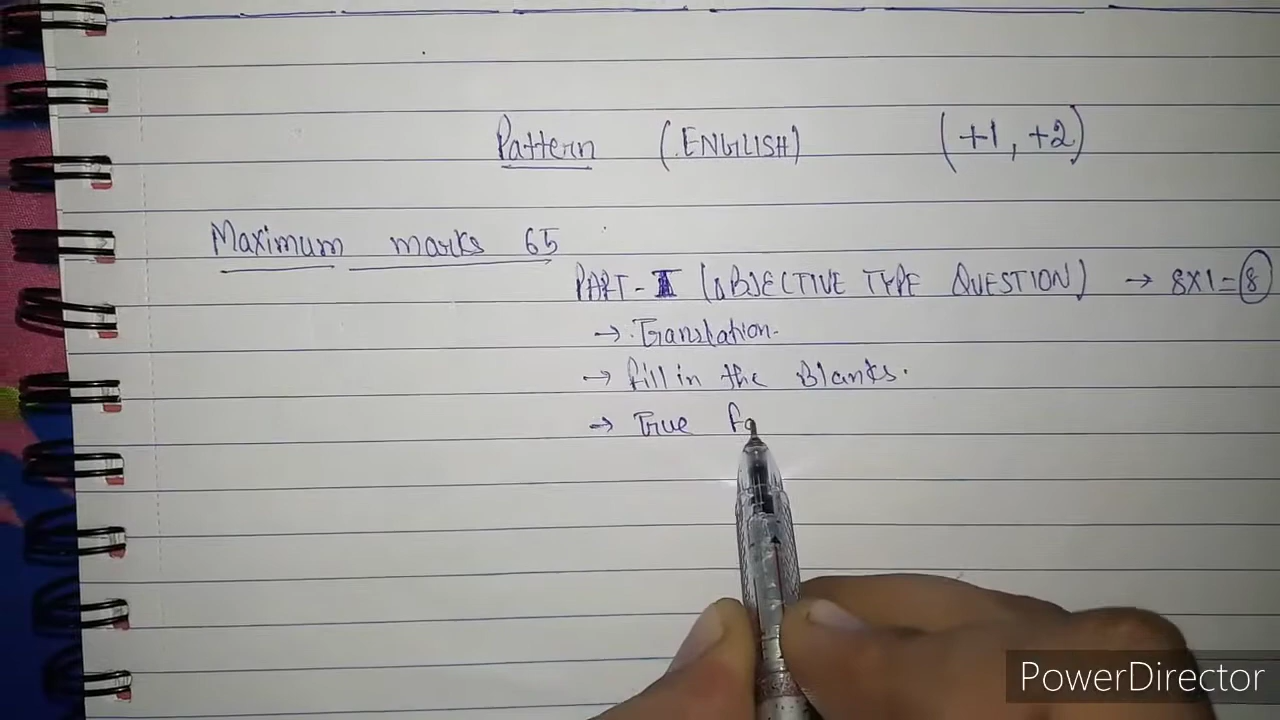 Pattern (ENGLISH) (+1, +2)
Maximum marks 65
PART-I (OBJECTIVE TYPE QUESTION) → 8X1=8
→ Translation.
→ Fill in the Blanks.
→ True Fa
PowerDirector